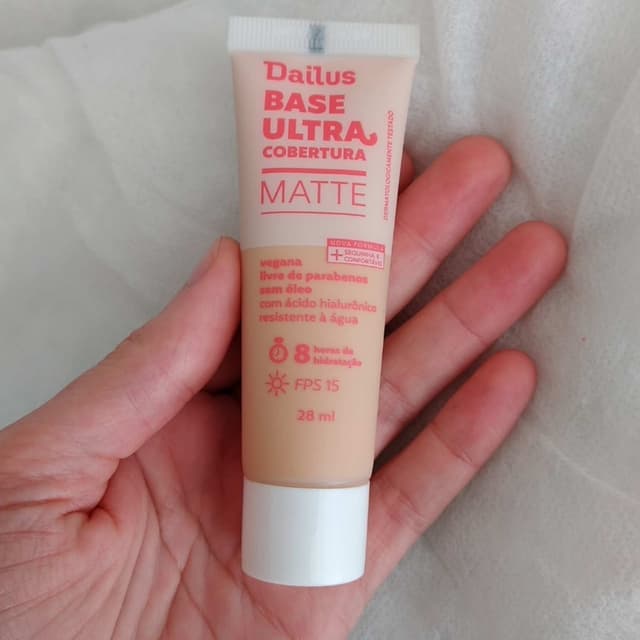 Dailus
BASE
ULTRA
COBERTURA
MATTE
DERMATOLOGICAMENTE TESTADO
NOVA FÓRMULA
+ SEQUINHA E
CONFORTÁVEL
vegana
livre de parabenos
sem óleo
com ácido hialurônico
resistente à água
8 horas de
hidratação
FPS 15
28 ml